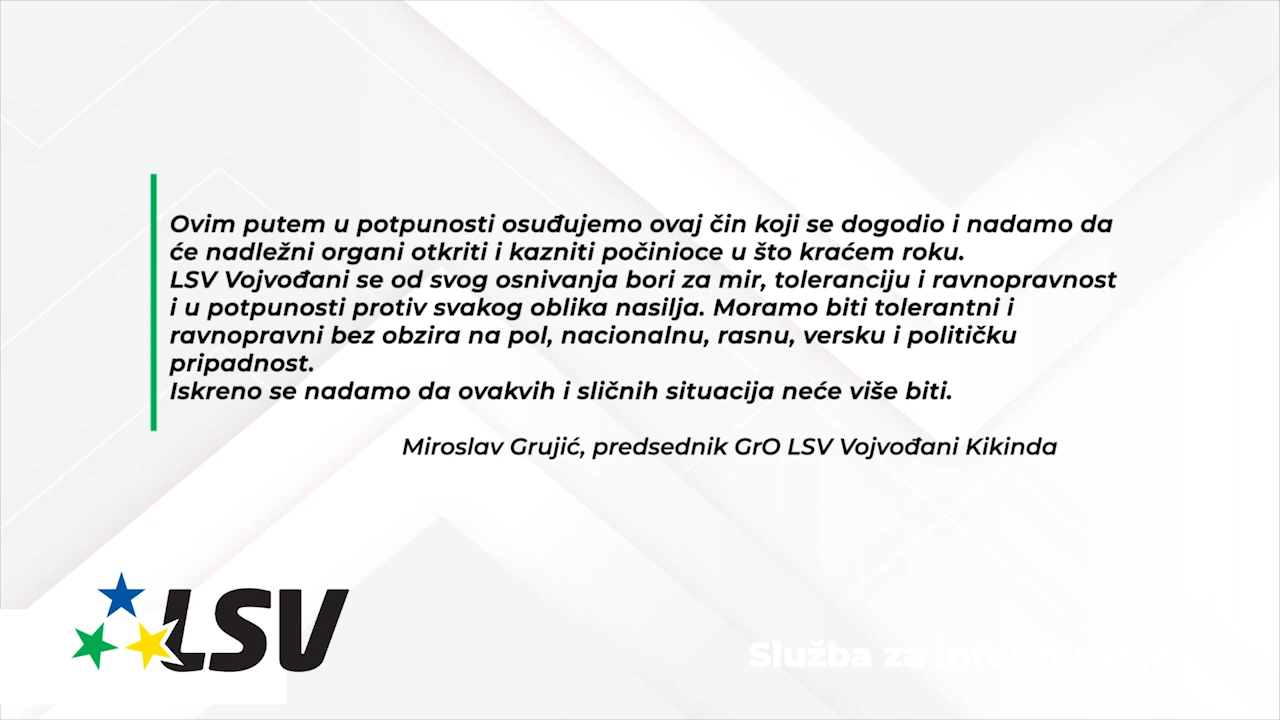 Ovim putem u potpunosti osuđujemo ovaj čin koji se dogodio i nadamo da
će nadležni organi otkriti i kazniti počinioce u što kraćem roku.
LSV Vojvođani se od svog osnivanja bori za mir, toleranciju i ravnopravnost
i u potpunosti protiv svakog oblika nasilja. Moramo biti tolerantni i
ravnopravni bez obzira na pol, nacionalnu, rasnu, versku i političku
pripadnost.
Iskreno se nadamo da ovakvih i sličnih situacija neće više biti.
Miroslav Grujić, predsednik GrO LSV Vojvođani Kikinda
LSV
Služba za informisanje